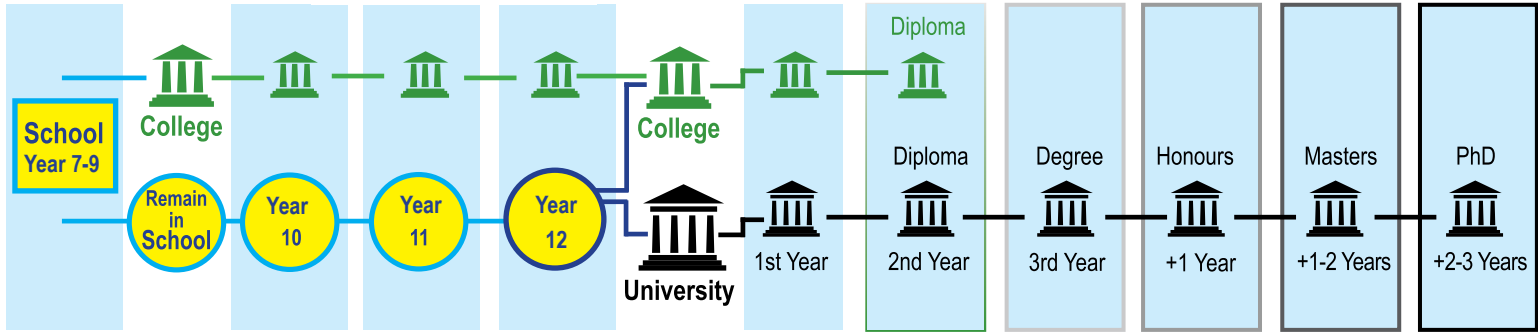 Diploma
School
Year 7-9
College
College
Remain
in
School
Year
10
Year
11
Year
12
University
Diploma
Degree
Honours
Masters
PhD
1st Year
2nd Year
3rd Year
+1 Year
+1-2 Years
+2-3 Years